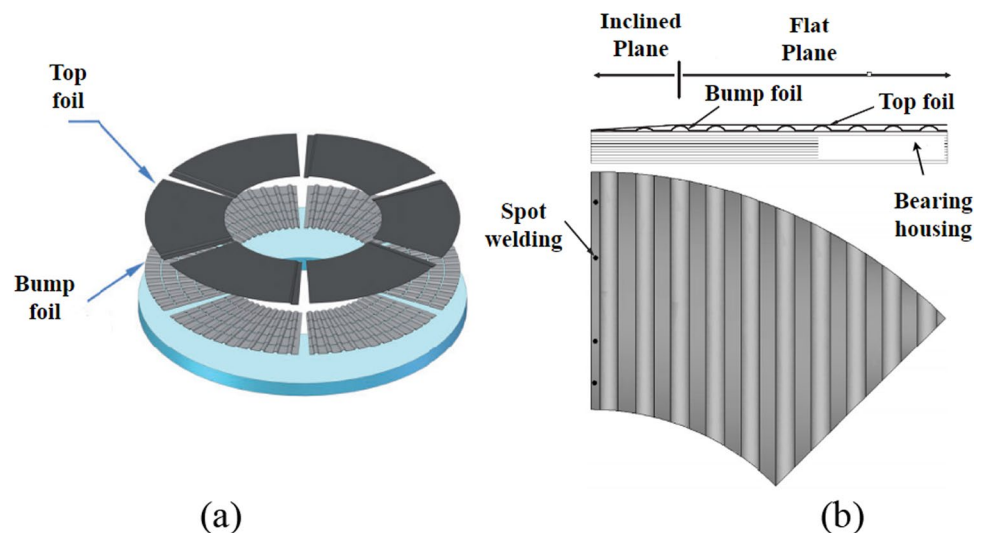 Top
foil
Bump
foil
(a)
Inclined
Plane
Flat
Plane
Bump foil
Top foil
Bearing
housing
Spot
welding
(b)